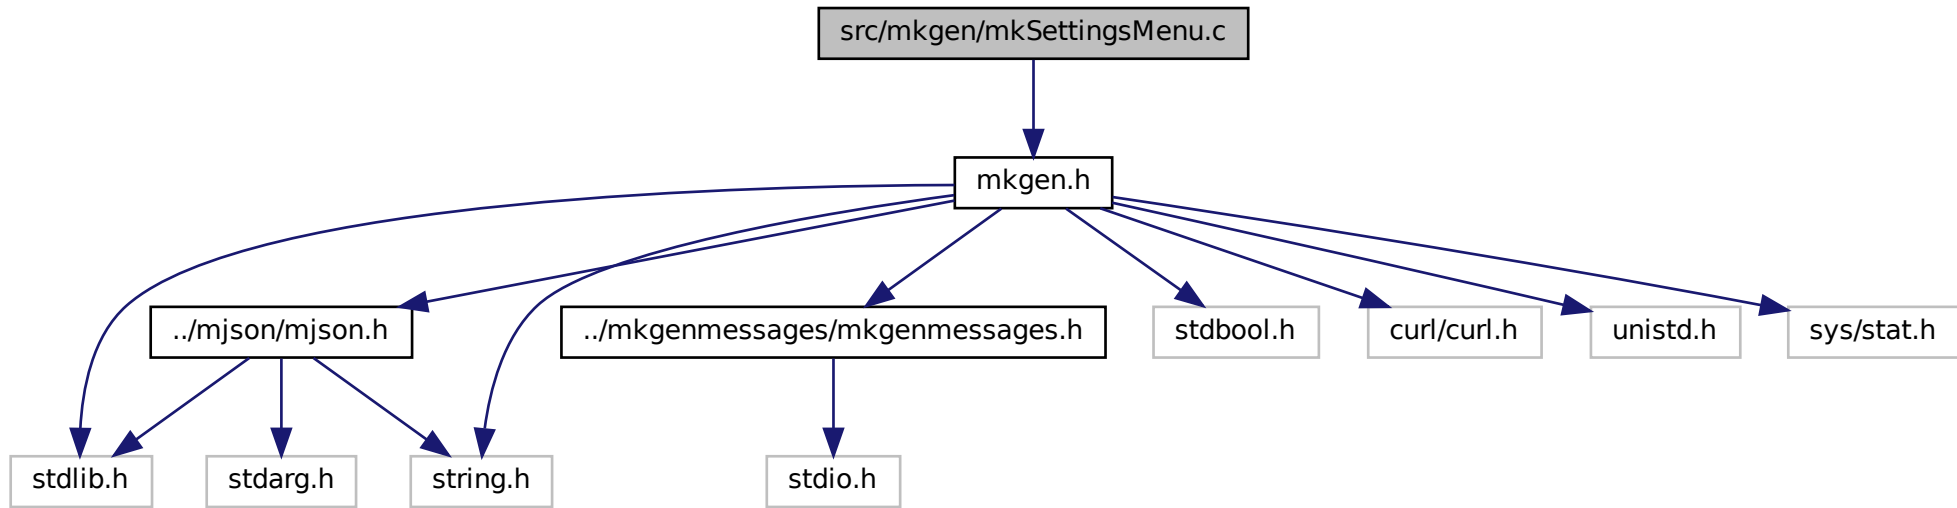 src/mkgen/mkSettingsMenu.c
mkgen.h
../mjson/mjson.h
../mkgenmessages/mkgenmessages.h
stdbool.h
curl/curl.h
unistd.h
sys/stat.h
stdlib.h
stdarg.h
string.h
stdio.h